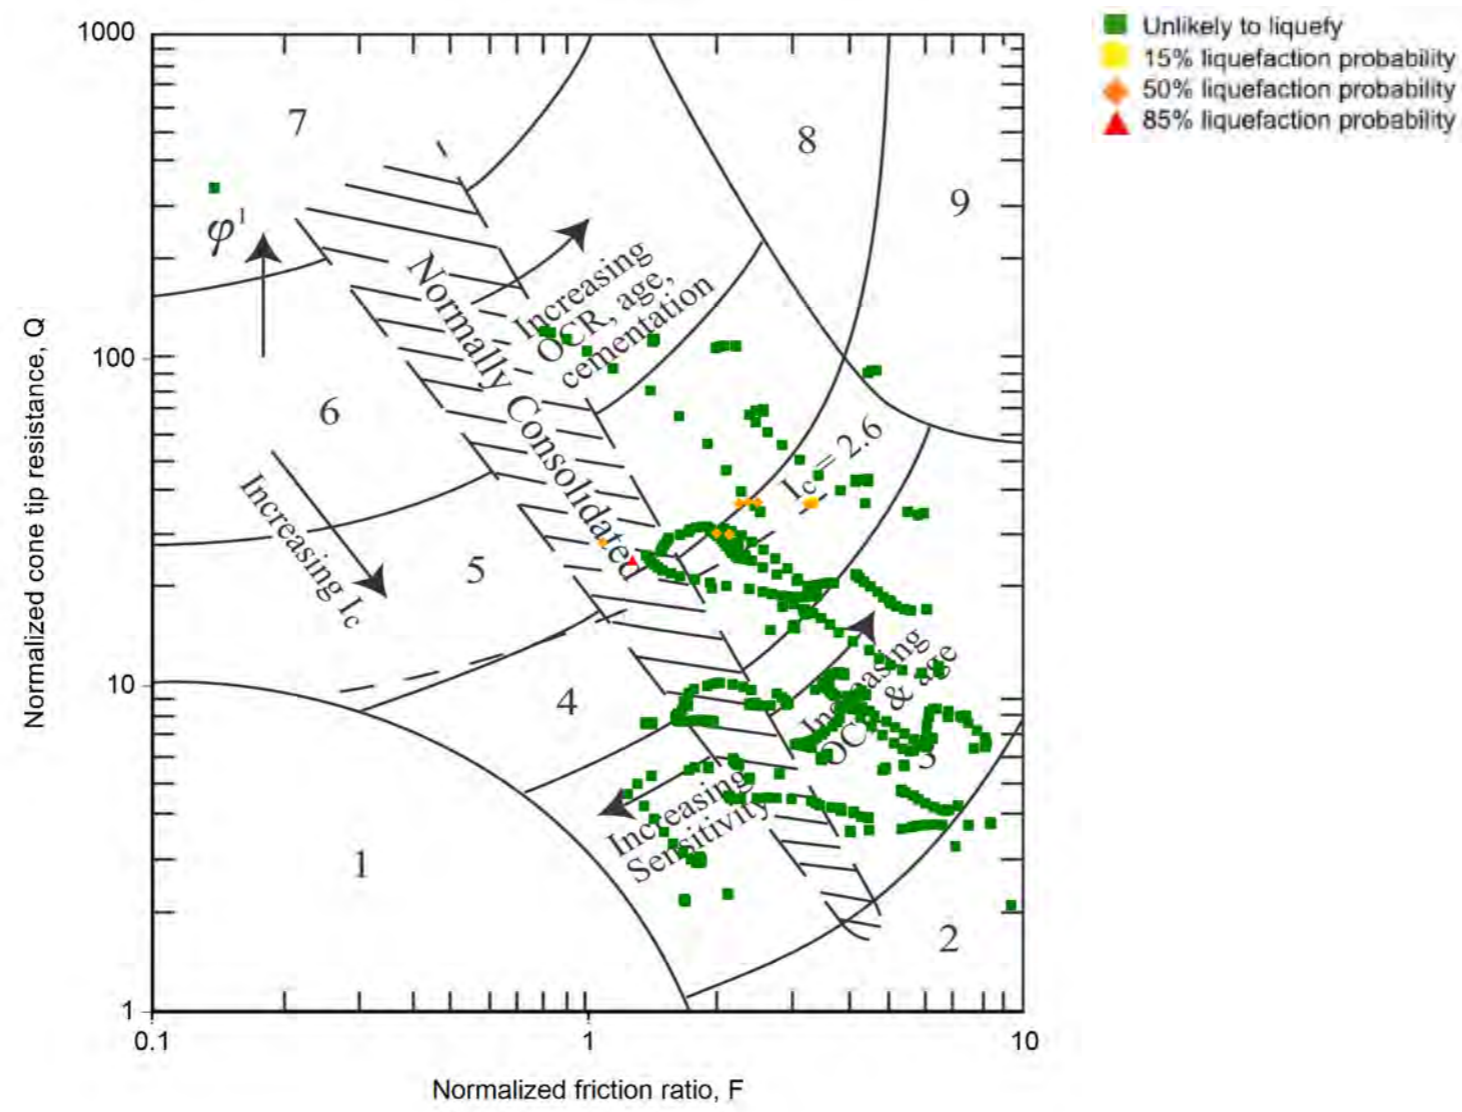 Unlikely to liquefy
15% liquefaction probability
50% liquefaction probability
85% liquefaction probability
1000
100
10
1
0.1
1
10
Normalized cone tip resistance, Q
Normalized friction ratio, F
7
8
9
φ¹
Increasing
OCR, age,
cementation
Normally Consolidated
6
Ic = 2.6
Increasing Ic
5
Increasing
& age
4
3
Increasing
Sensitivity
1
2